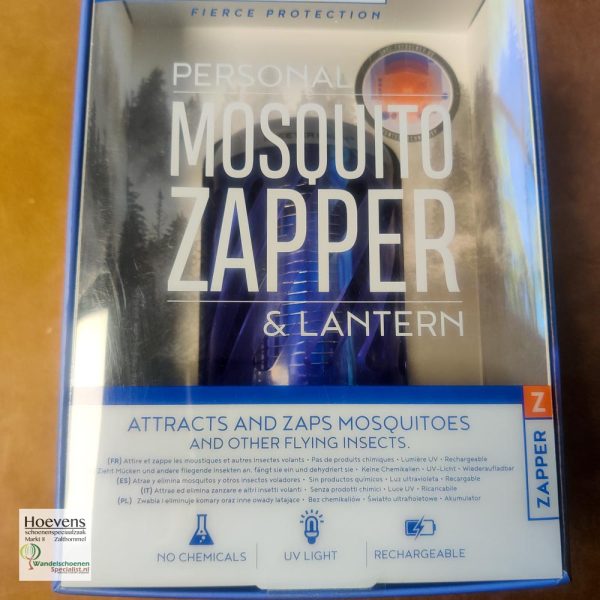 FIERCE PROTECTION
PERSONAL
MOSQUITO
ZAPPER
& LANTERN
ATTRACTS AND ZAPS MOSQUITOES
AND OTHER FLYING INSECTS.
(FR) Attire et zappe les moustiques et autres insectes volants • Pas de produits chimiques • Lumière UV • Rechargeable
Zieht Mücken und andere fliegende Insekten an, fängt sie ein und dehydriert sie • Keine Chemikalien • UV-Licht • Wiederaufladbar
(ES) Atrae y elimina mosquitos y otros insectos voladores • Sin productos químicos • Luz ultravioleta • Recargable
(IT) Attrae ed elimina zanzare e altri insetti volanti • Senza prodotti chimici • Luce UV • Ricaricabile
(PL) Zwabia i eliminuje komary oraz inne owady latające • Bez chemikaliów • Światło ultrafioletowe • Akumulator
NO CHEMICALS
UV LIGHT
RECHARGEABLE
Z
ZAPPER
Hoevens
schoenenspeciaalzaak
Markt 8 Zaltbommel
Wandelschoenen
Specialist.nl